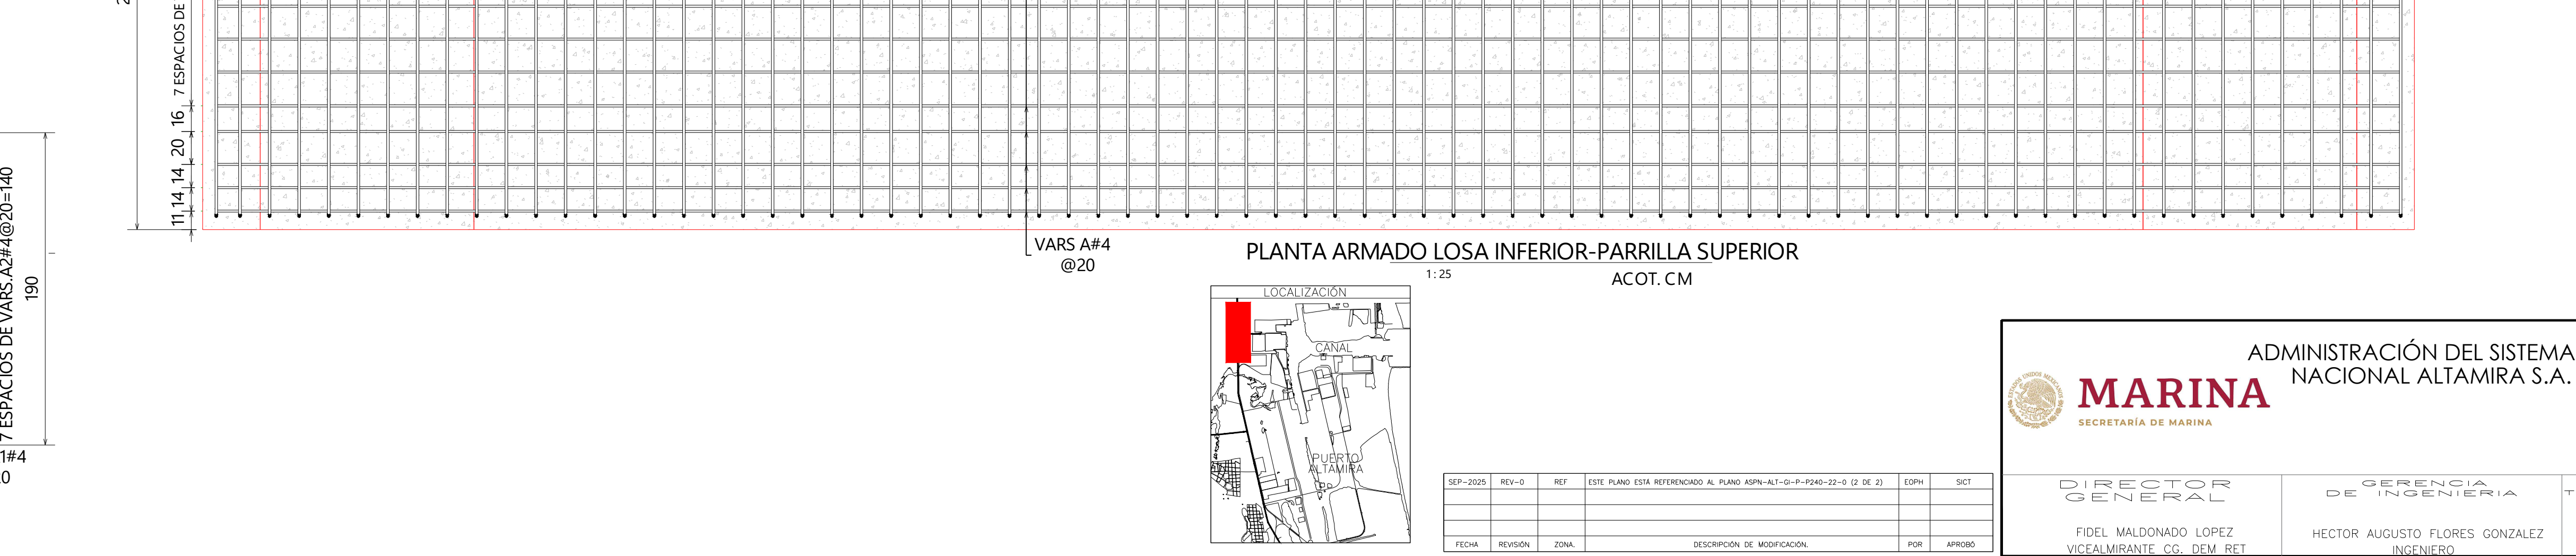 7 ESPACIOS DE
16
20
14
14
11
7 ESPACIOS DE VARS.A2#4@20=140
190
1#4
VARS A#4
@20
PLANTA ARMADO LOSA INFERIOR-PARRILLA SUPERIOR
1:25
ACOT. CM
LOCALIZACIÓN
CANAL
PUERTO
ALTAMIRA
SEP-2025 REV-0 REF ESTE PLANO ESTÁ REFERENCIADO AL PLANO ASPN-ALT-GI-P-P240-22-0 (2 DE 2) EOPH SICT
FECHA REVISIÓN ZONA. DESCRIPCIÓN DE MODIFICACIÓN. POR APROBÓ
ADMINISTRACIÓN DEL SISTEMA
NACIONAL ALTAMIRA S.A.
ESTADOS UNIDOS MEXICANOS
MARINA
SECRETARÍA DE MARINA
DIRECTOR
GENERAL
FIDEL MALDONADO LOPEZ
VICEALMIRANTE CG. DEM RET
GERENCIA
DE INGENIERIA
HECTOR AUGUSTO FLORES GONZALEZ
INGENIERO